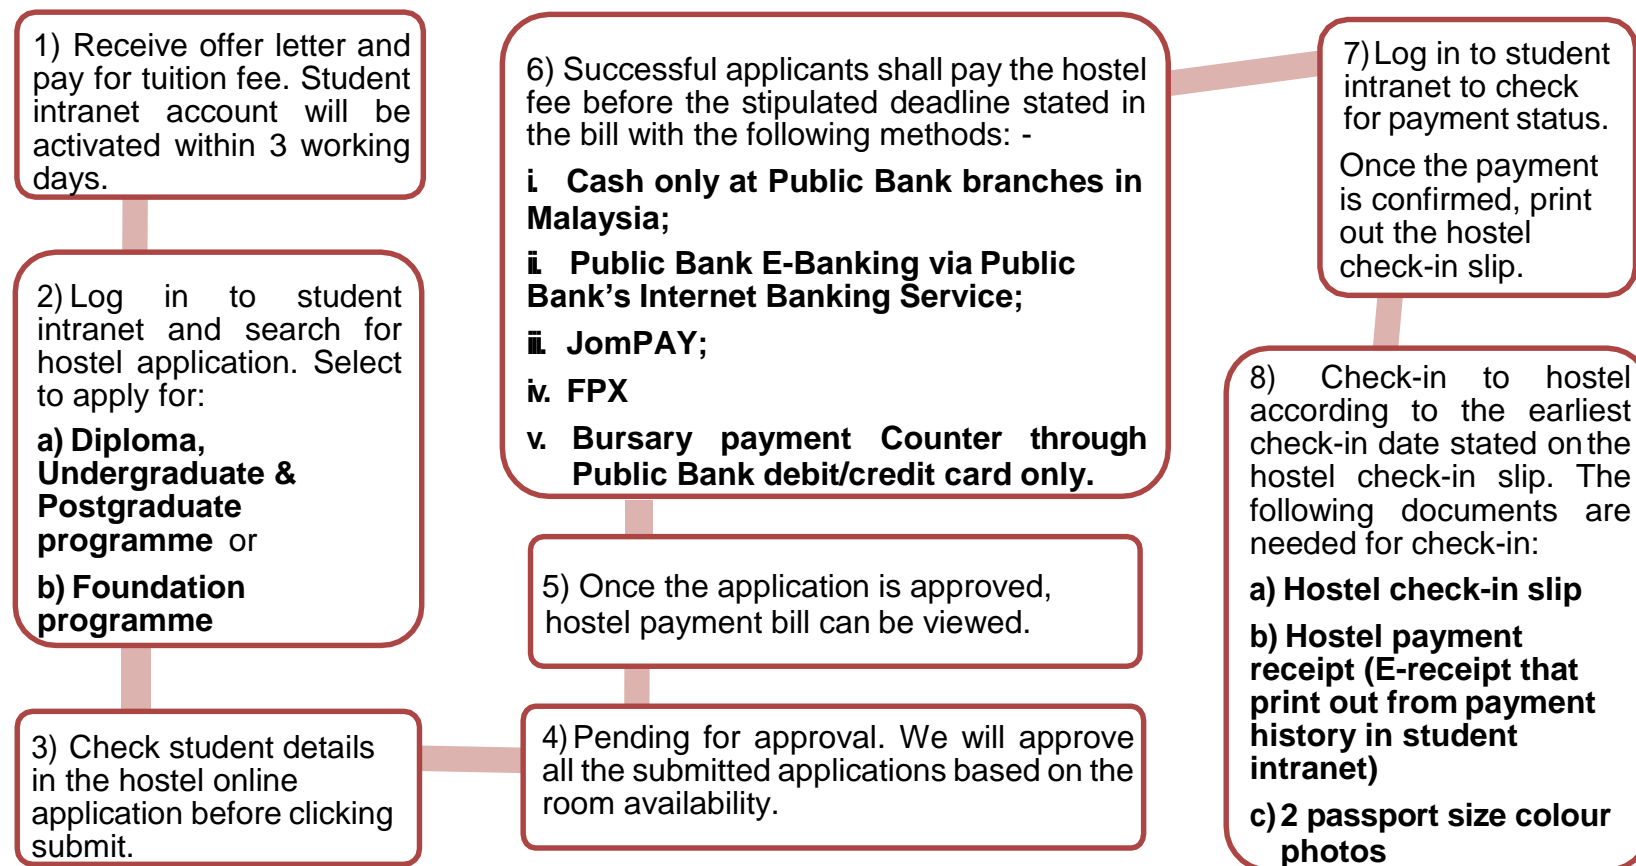 1) Receive offer letter and
pay for tuition fee. Student
intranet account will be
activated within 3 working
days.
2) Log in to student
intranet and search for
hostel application. Select
to apply for:
a) Diploma,
Undergraduate &
Postgraduate
programme or
b) Foundation
programme
3) Check student details
in the hostel online
application before clicking
submit.
4) Pending for approval. We will approve
all the submitted applications based on the
room availability.
5) Once the application is approved,
hostel payment bill can be viewed.
6) Successful applicants shall pay the hostel
fee before the stipulated deadline stated in
the bill with the following methods: -
i. Cash only at Public Bank branches in
Malaysia;
ii. Public Bank E-Banking via Public
Bank's Internet Banking Service;
iii. JomPAY;
iv. FPX
v. Bursary payment Counter through
Public Bank debit/credit card only.
7) Log in to student
intranet to check
for payment status.
Once the payment
is confirmed, print
out the hostel
check-in slip.
8) Check-in to hostel
according to the earliest
check-in date stated on the
hostel check-in slip. The
following documents are
needed for check-in:
a) Hostel check-in slip
b) Hostel payment
receipt (E-receipt that
print out from payment
history in student
intranet)
c) 2 passport size colour
photos